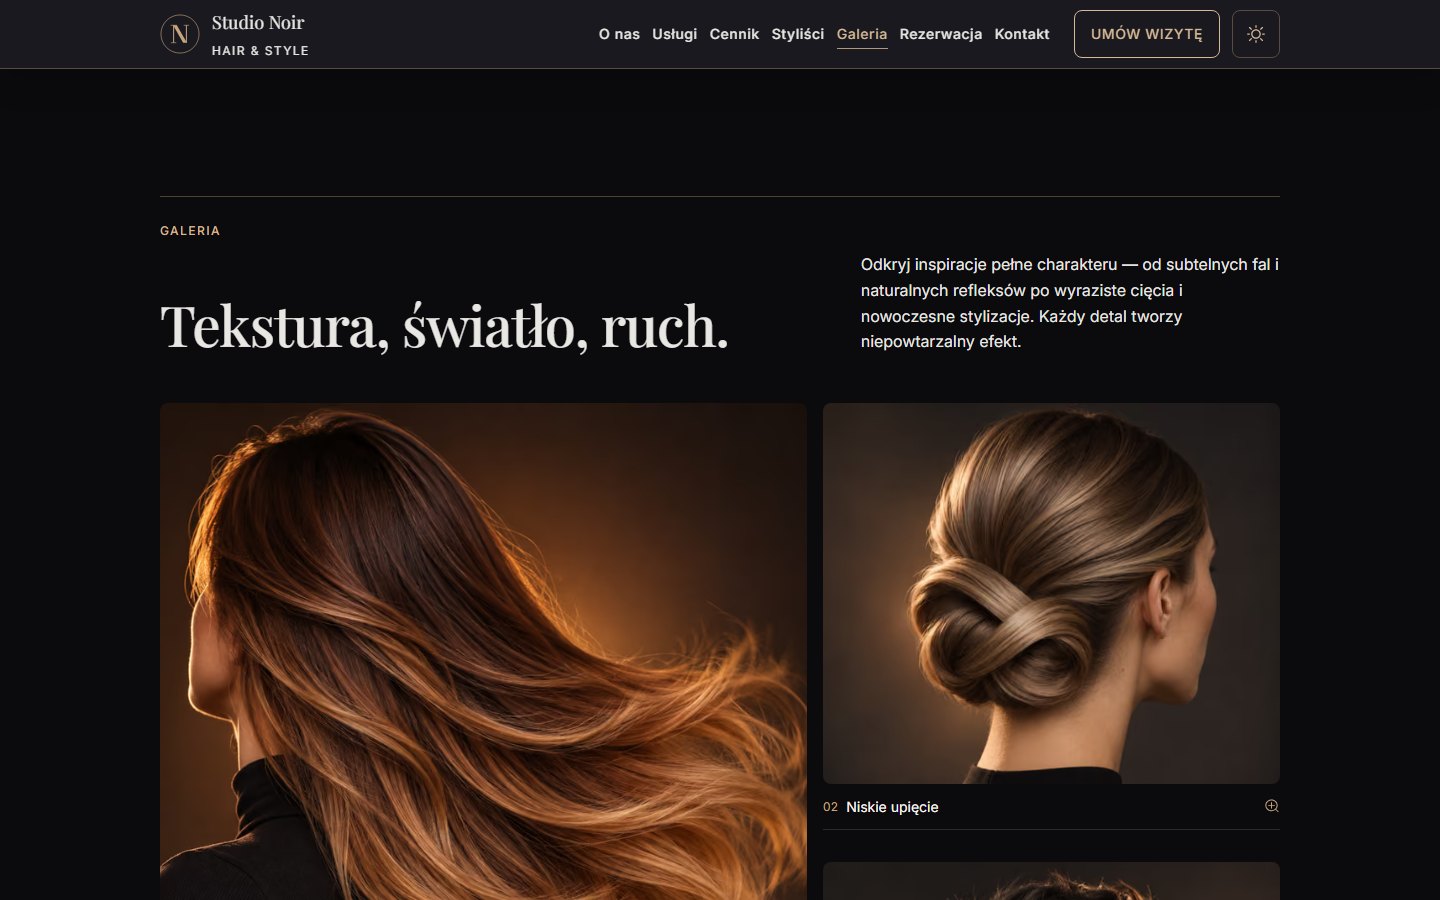 N
Studio Noir
HAIR & STYLE
O nas Usługi Cennik Styliści Galeria Rezerwacja Kontakt
UMÓW WIZYTĘ
GALERIA
Tekstura, światło, ruch.
Odkryj inspiracje pełne charakteru — od subtelnych fal i
naturalnych refleksów po wyraziste cięcia i
nowoczesne stylizacje. Każdy detal tworzy
niepowtarzalny efekt.
02 Niskie upięcie